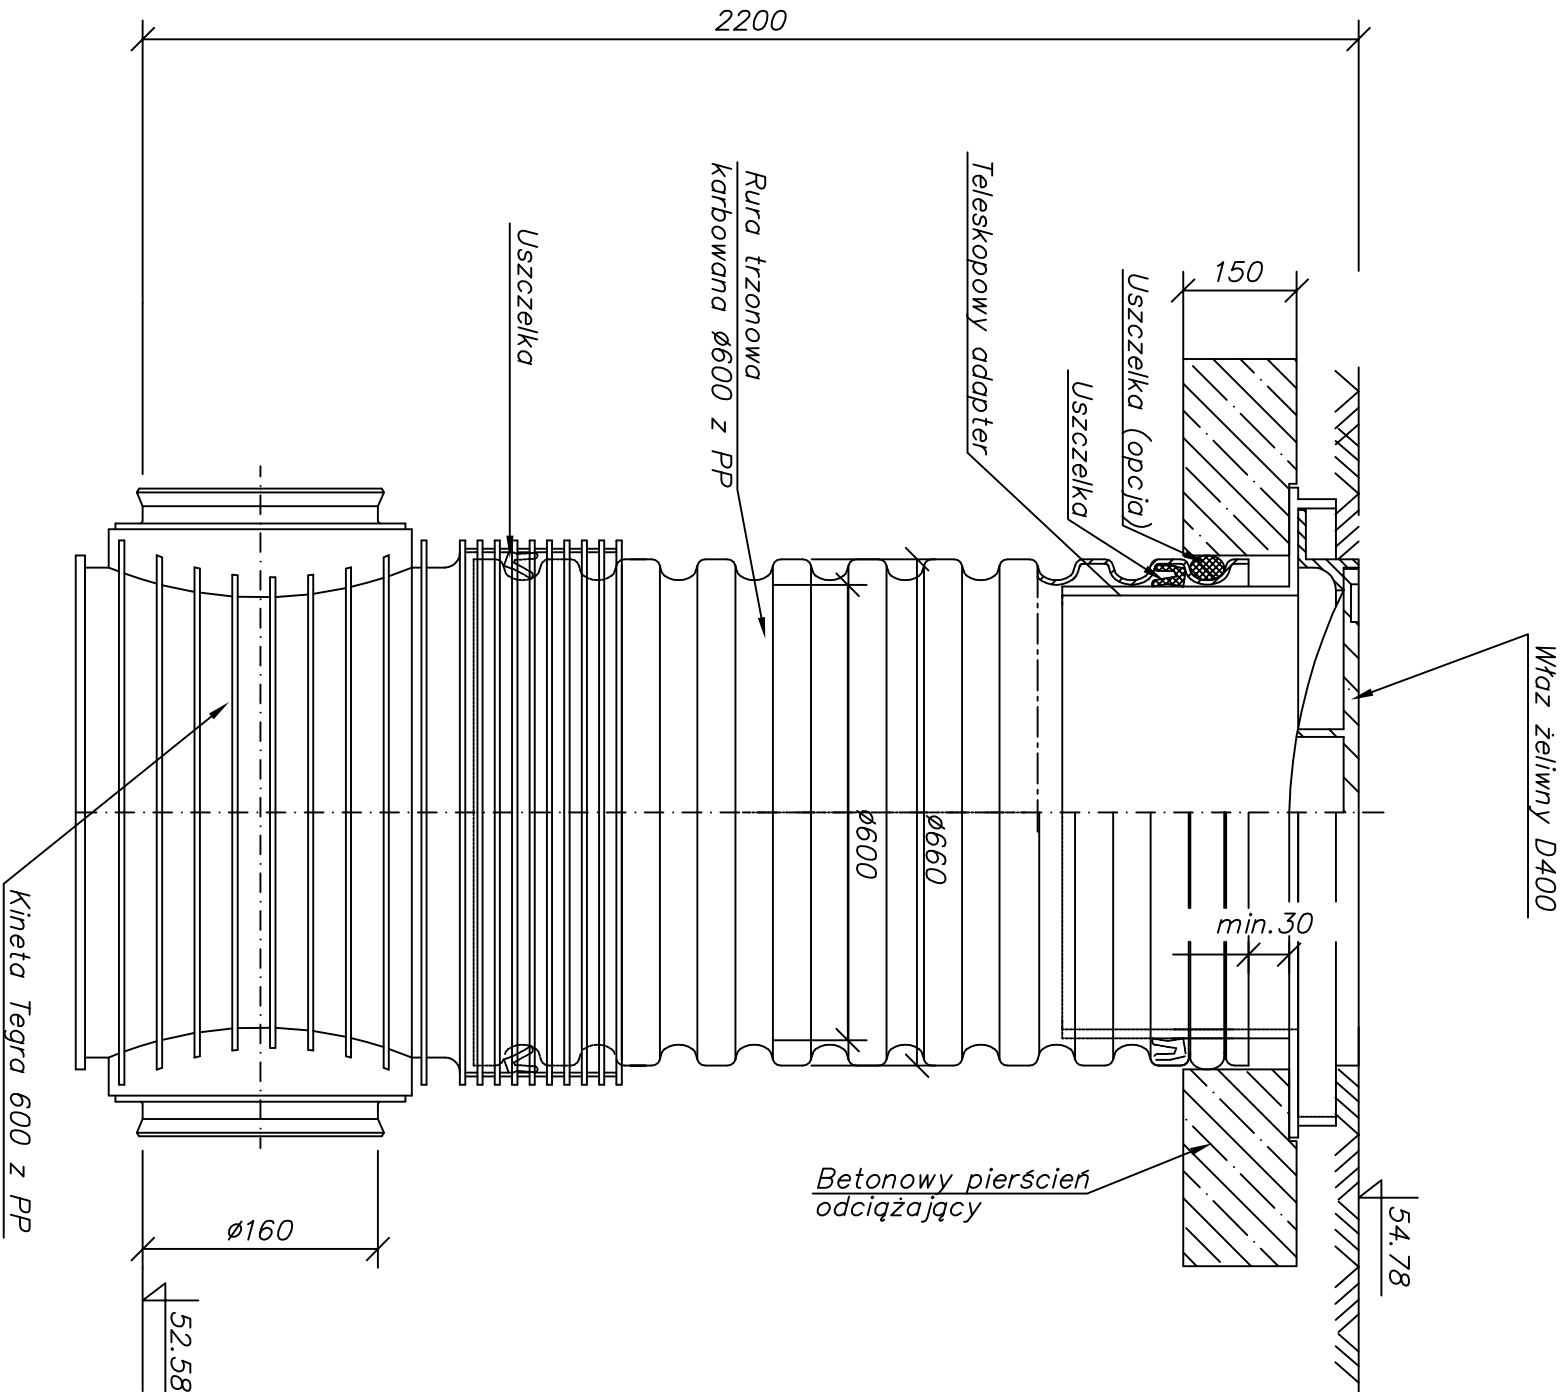 2200
Właz żeliwny D400
150
Uszczelka (opcja)
Uszczelka
Teleskopowy adapter
Rura trzonowa
karbowana ø600 z PP
Uszczelka
ø660
ø600
min.30
Betonowy pierścień
odciążający
54.78
Kineta Tegra 600 z PP
ø160
52.58